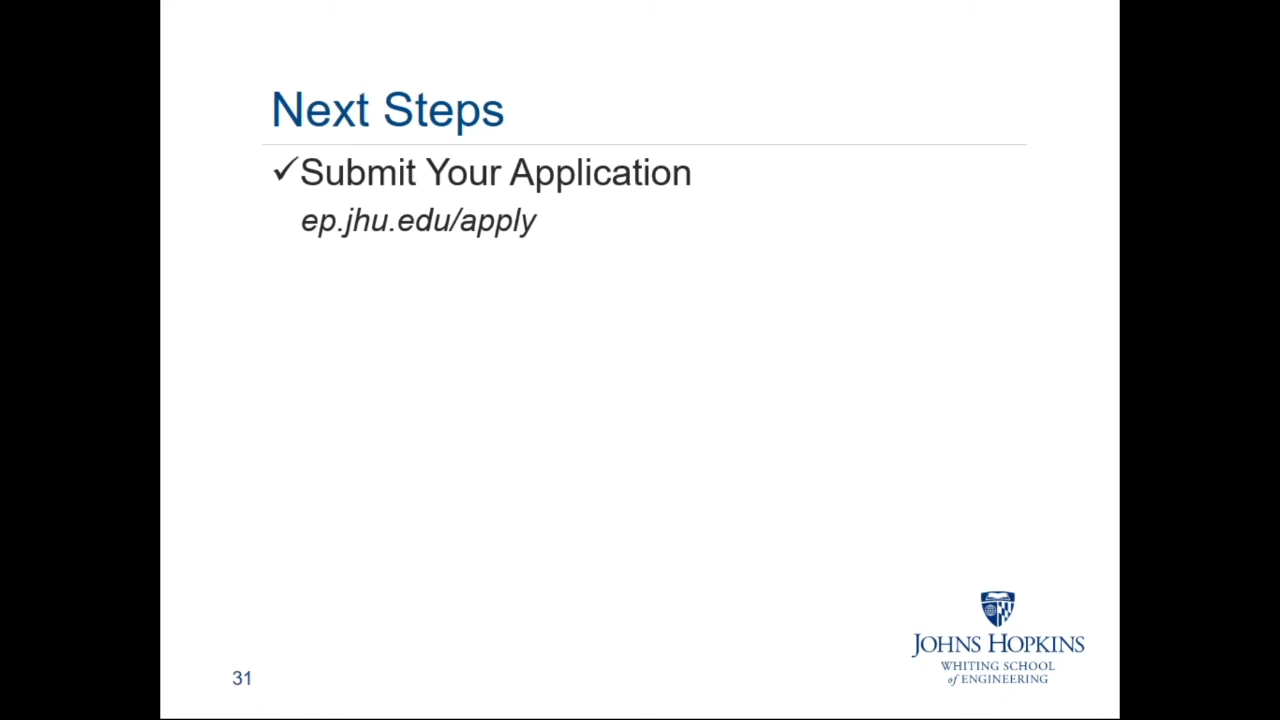 Next Steps
✓Submit Your Application
ep.jhu.edu/apply
JOHNS HOPKINS
WHITING SCHOOL
of ENGINEERING
31